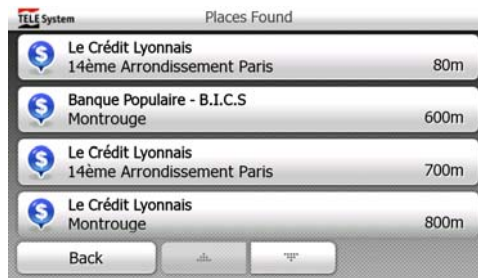 TELE System
Places Found
Le Crédit Lyonnais
14ème Arrondissement Paris
80m
Banque Populaire - B.I.C.S
Montrouge
600m
Le Crédit Lyonnais
14ème Arrondissement Paris
700m
Le Crédit Lyonnais
Montrouge
800m
Back